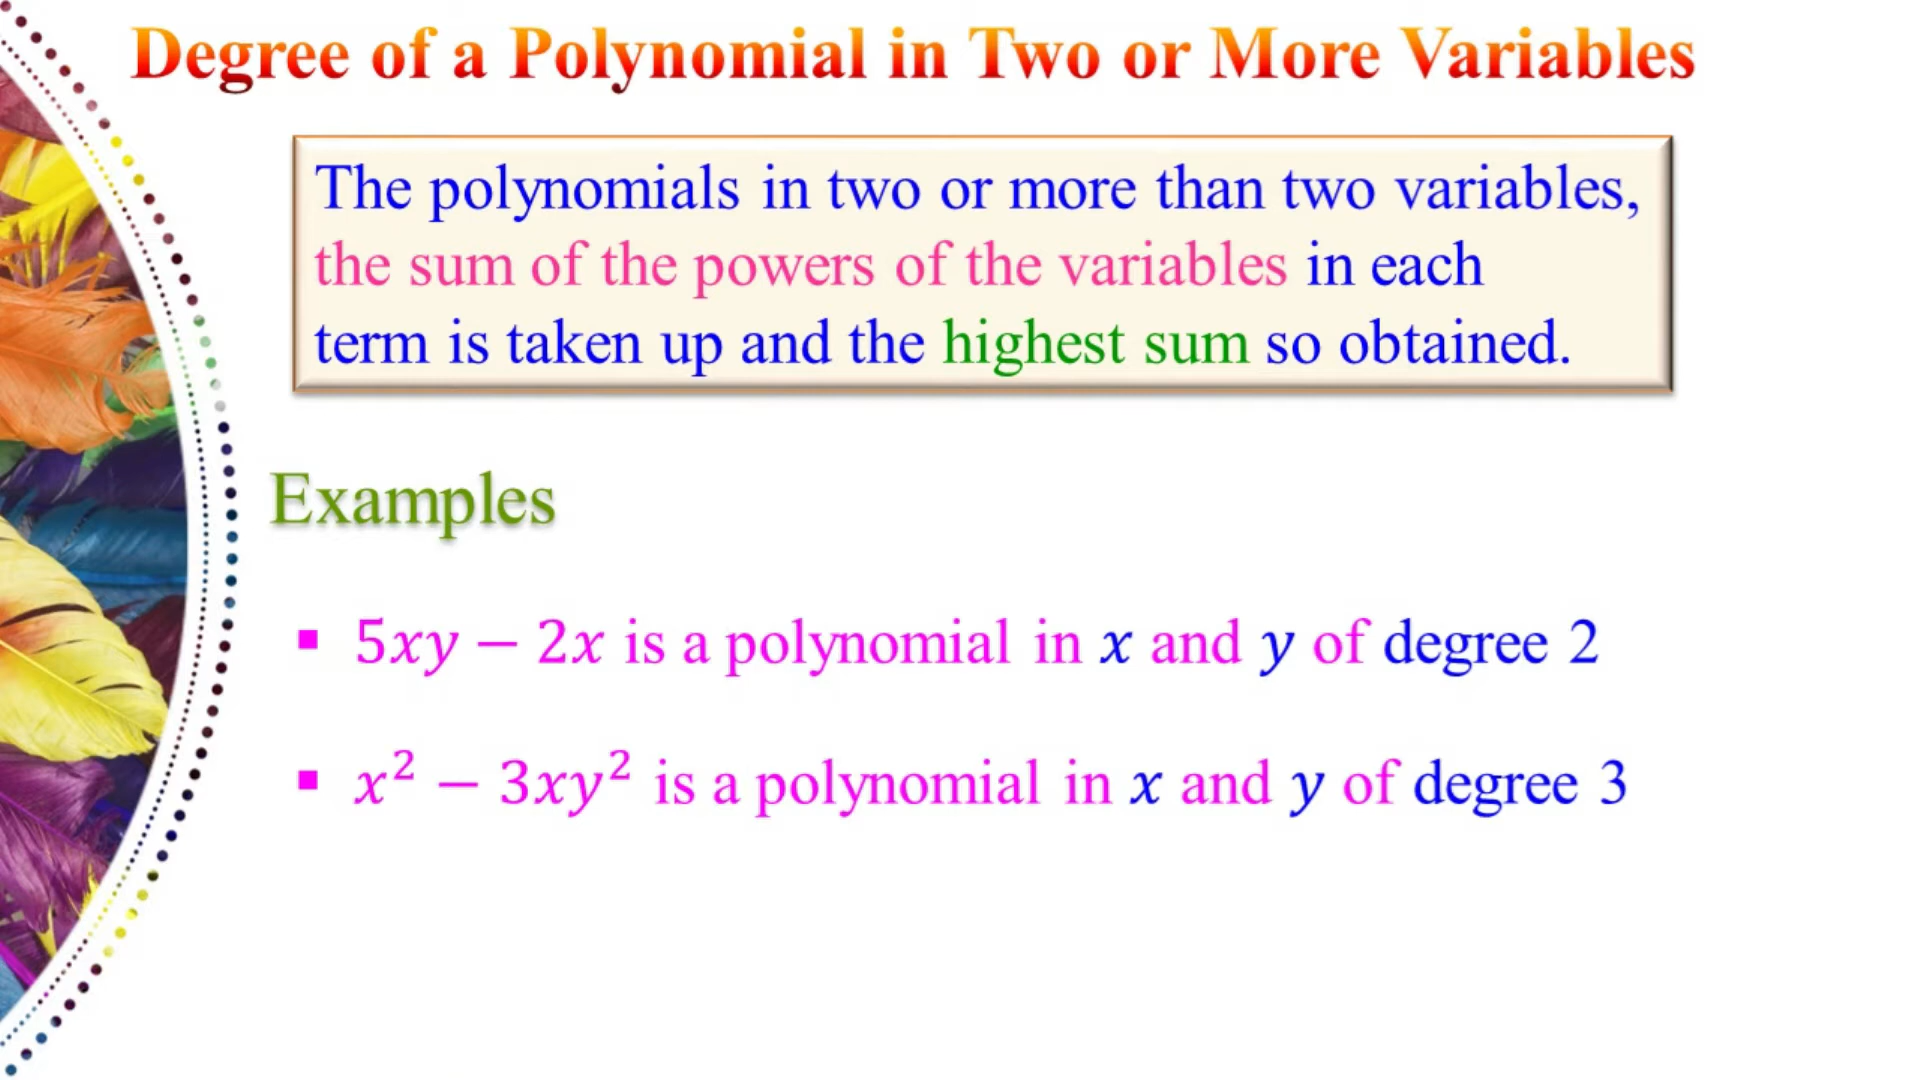 Degree of a Polynomial in Two or More Variables
The polynomials in two or more than two variables,
the sum of the powers of the variables in each
term is taken up and the highest sum so obtained.
Examples
▪ 5xy − 2x is a polynomial in x and y of degree 2
▪ x² − 3xy² is a polynomial in x and y of degree 3